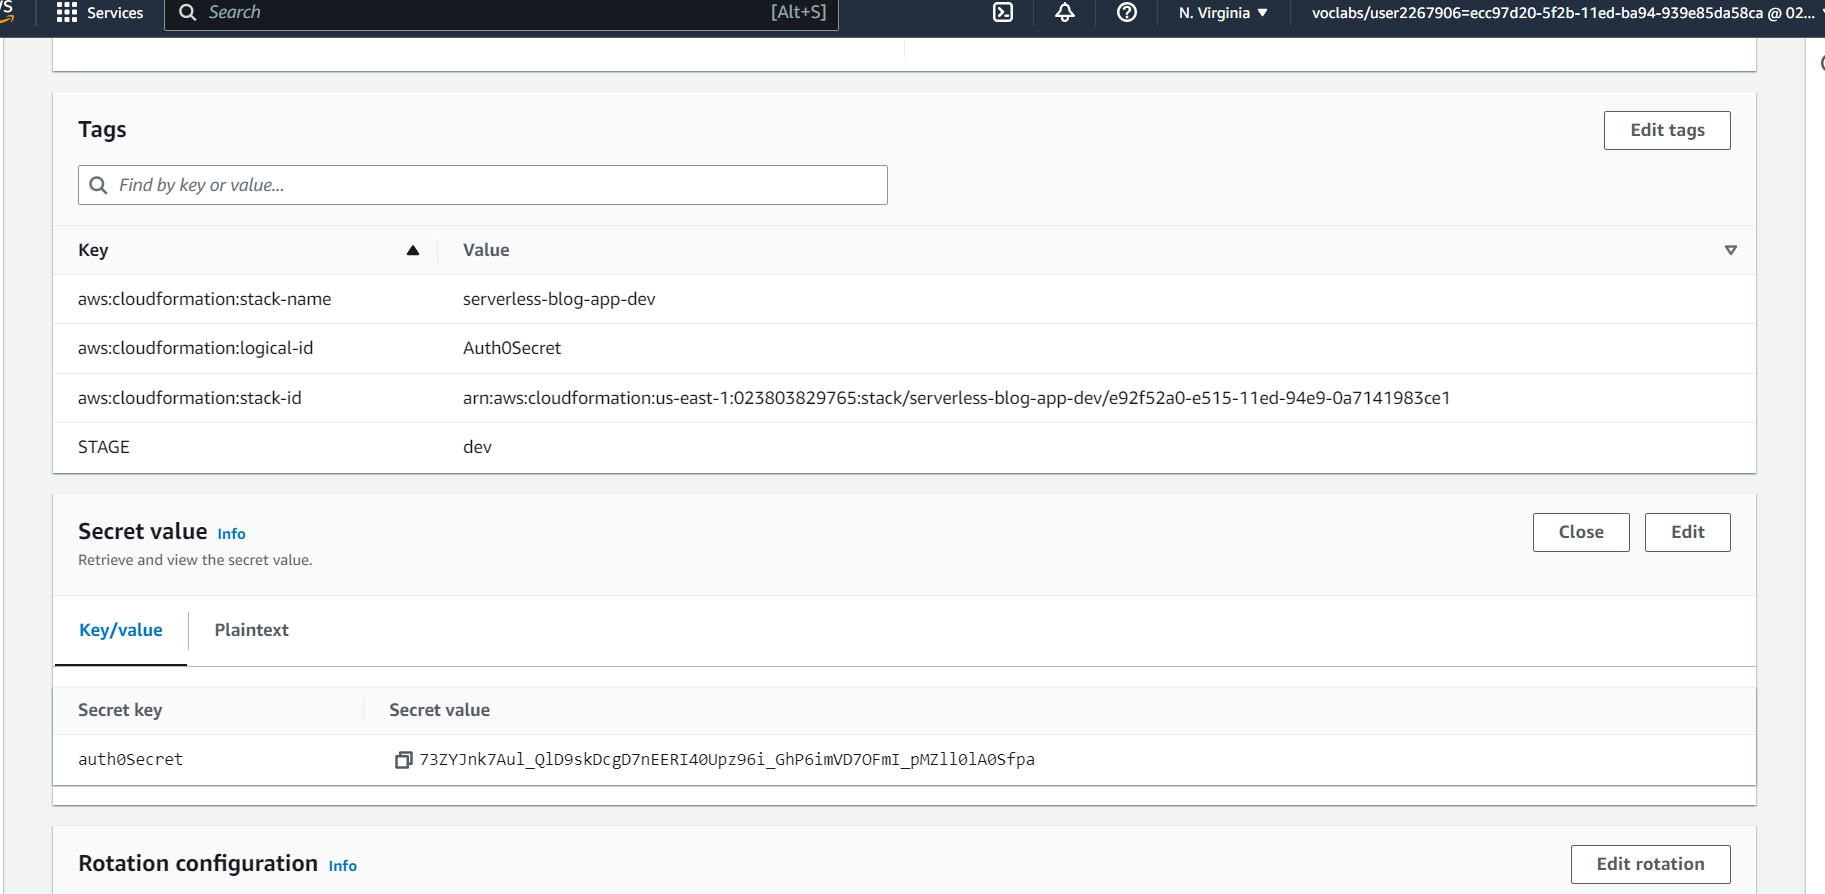 Services
Search
[Alt+S]
N. Virginia
voclabs/user2267906=ecc97d20-5f2b-11ed-ba94-939e85da58ca @ 02...
Tags
Edit tags
Find by key or value...
Key
Value
aws:cloudformation:stack-name
serverless-blog-app-dev
aws:cloudformation:logical-id
Auth0Secret
aws:cloudformation:stack-id
arn:aws:cloudformation:us-east-1:023803829765:stack/serverless-blog-app-dev/e92f52a0-e515-11ed-94e9-0a7141983ce1
STAGE
dev
Secret value Info
Close
Edit
Retrieve and view the secret value.
Key/value
Plaintext
Secret key
Secret value
auth0Secret
73ZYJnk7Aul_QlD9skDcgD7nEERI40Upz96i_GhP6imVD7OFmI_pMZll0lA0Sfpa
Rotation configuration Info
Edit rotation